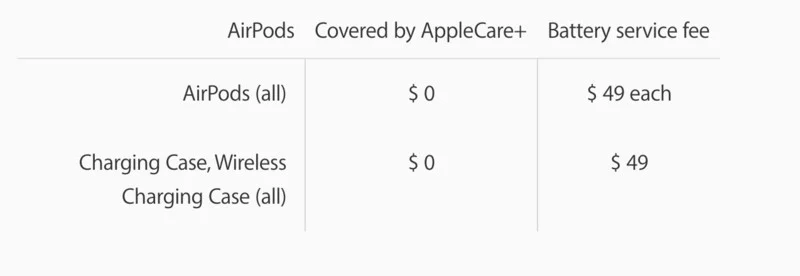 AirPods Covered by AppleCare+ Battery service fee
AirPods (all) $ 0 $ 49 each
Charging Case, Wireless $ 0 $ 49
Charging Case (all)